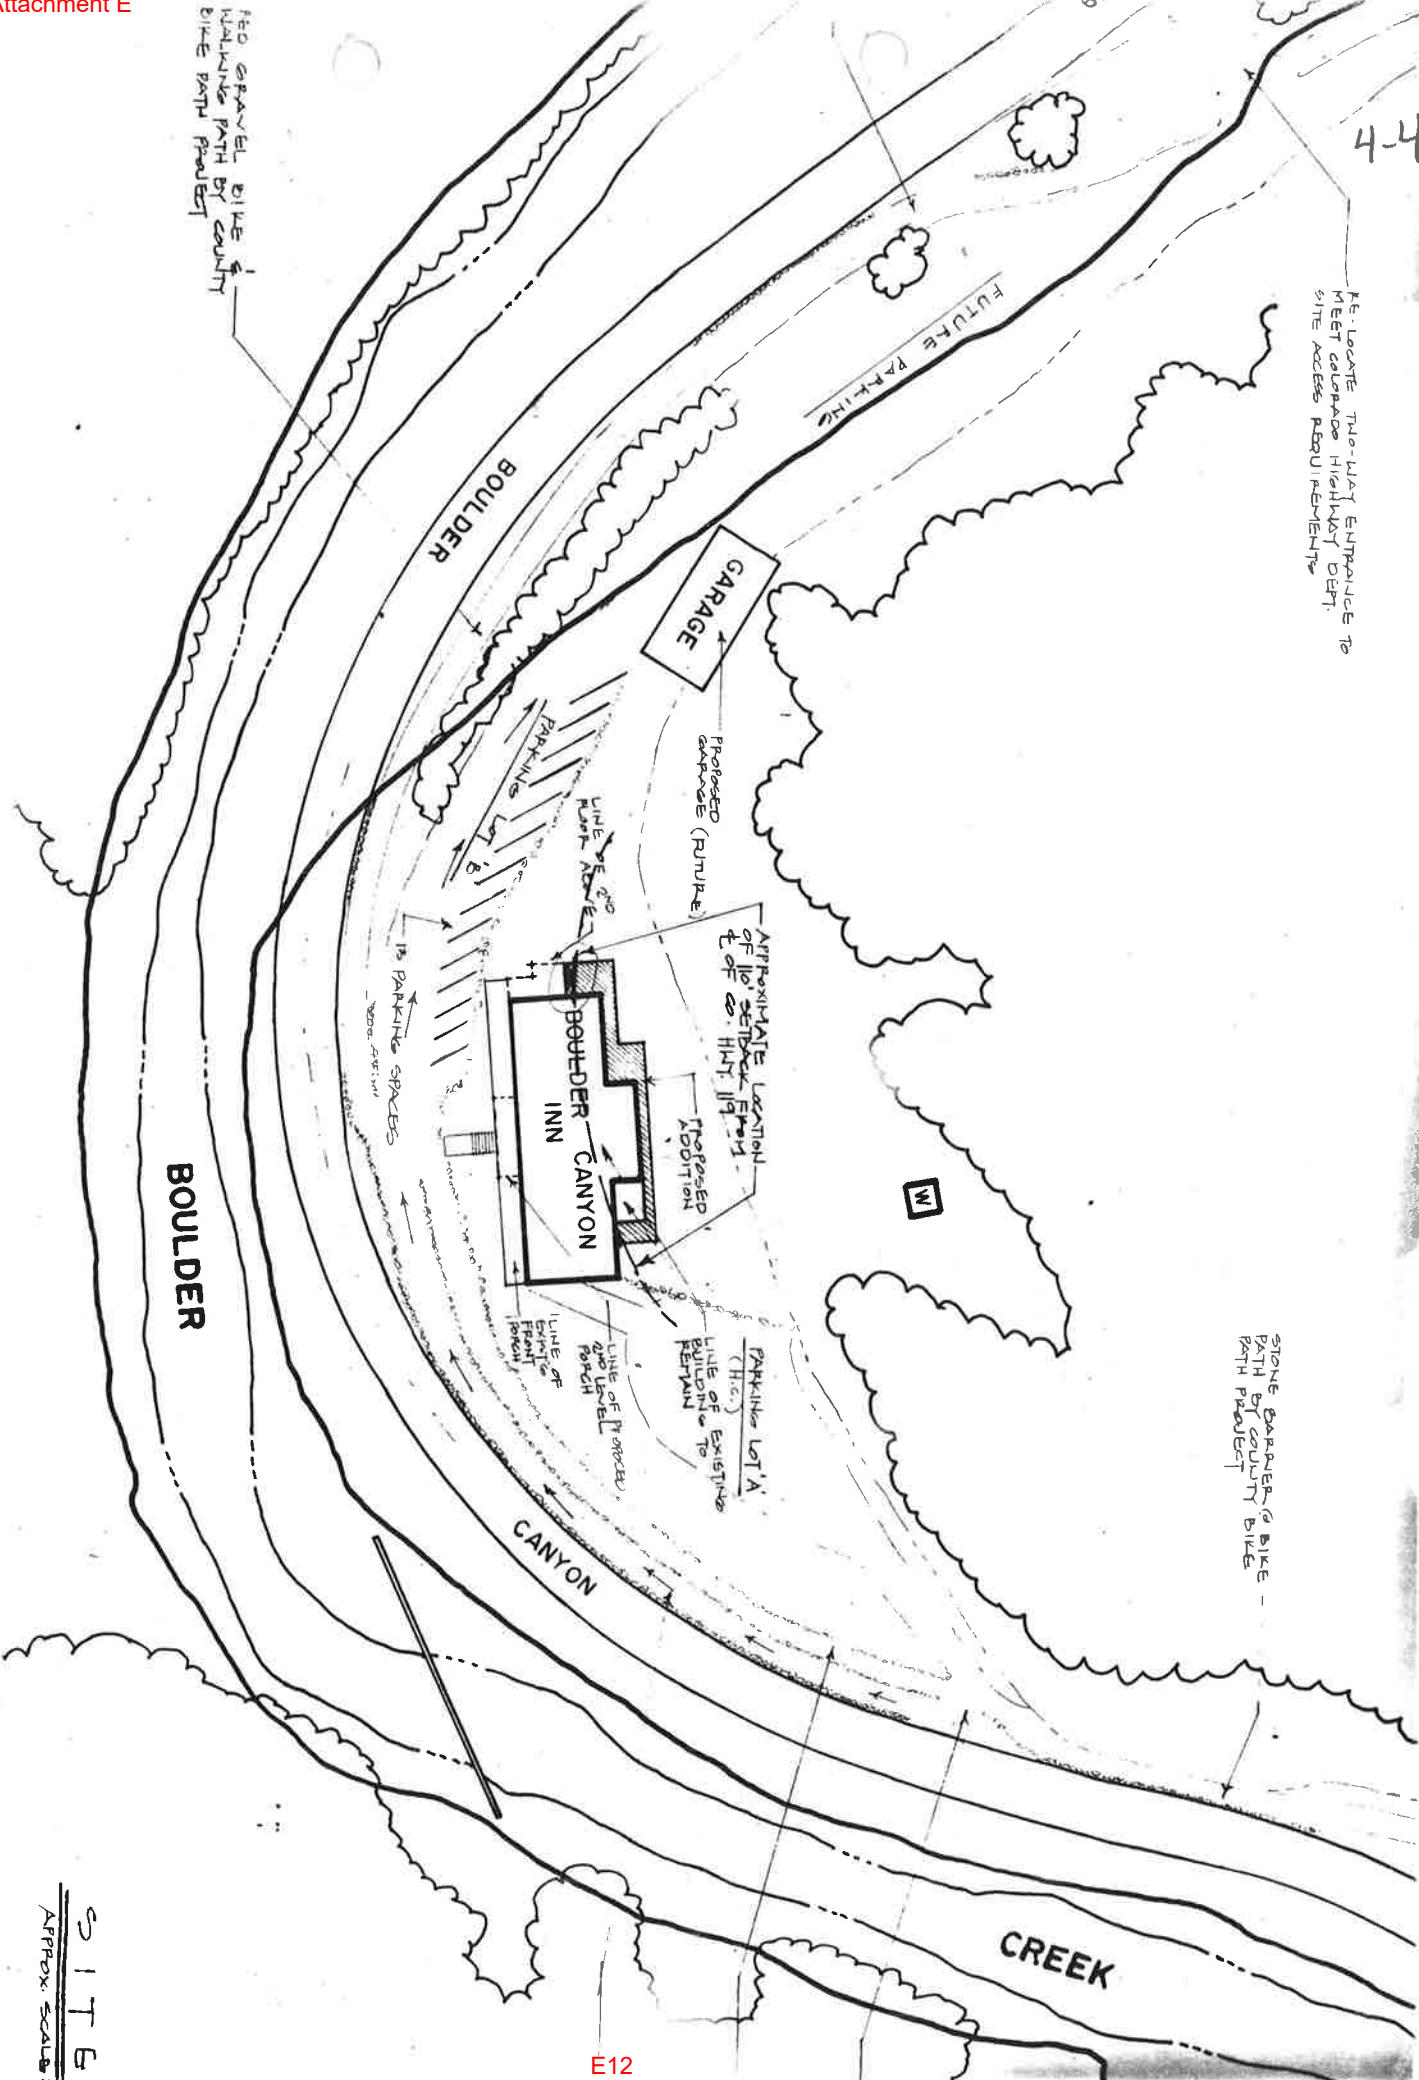 Attachment E
4-4
RE-LOCATE TWO-WAY ENTRANCE TO
MEET COLORADO HIGHWAY DEPT.
SITE ACCESS REQUIREMENTS
GRAVEL BIKE &
WALKING PATH BY COUNTY
BIKE PATH PROJECT
FUTURE PARKING
BOULDER
GARAGE
PROPOSED
GARAGE (FUTURE)
PARKING LOT 'B'
LINE OF 2ND
FLOOR ABOVE
APPROXIMATE LOCATION
OF 110' SETBACK FROM
℄ OF CO. HWY. 119
13 PARKING SPACES
BOULDER CANYON
INN
PROPOSED
ADDITION
W
BOULDER
PARKING LOT 'A'
(H.C.)
LINE OF EXISTING
BUILDING TO
REMAIN
LINE OF PROPOSED
2ND LEVEL
PORCH
LINE OF
EXIST'G
FRONT
PORCH
STONE BARRIER @ BIKE -
PATH BY COUNTY BIKE
PATH PROJECT
CANYON
CREEK
SITE
APPROX. SCALE
E12